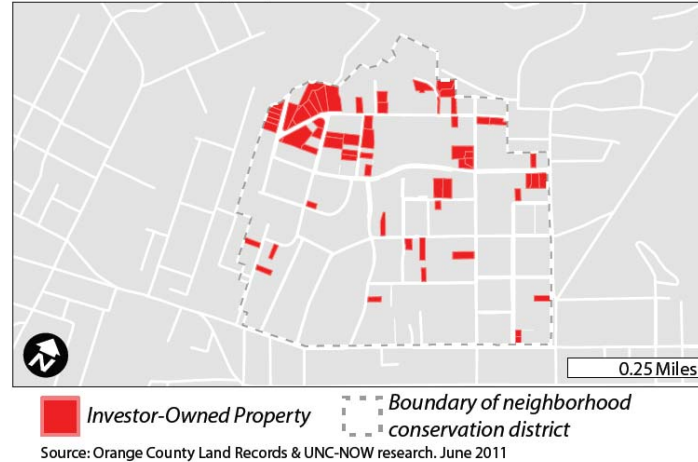 N
0.25 Miles
Investor-Owned Property
Boundary of neighborhood
conservation district
Source: Orange County Land Records & UNC-NOW research. June 2011